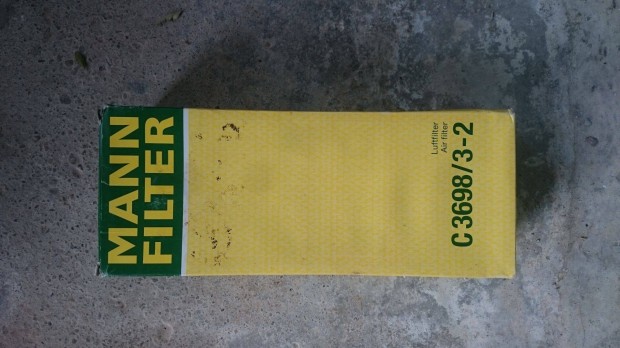 MANN
FILTER
Luftfilter
Air filter
C 3698/3-2